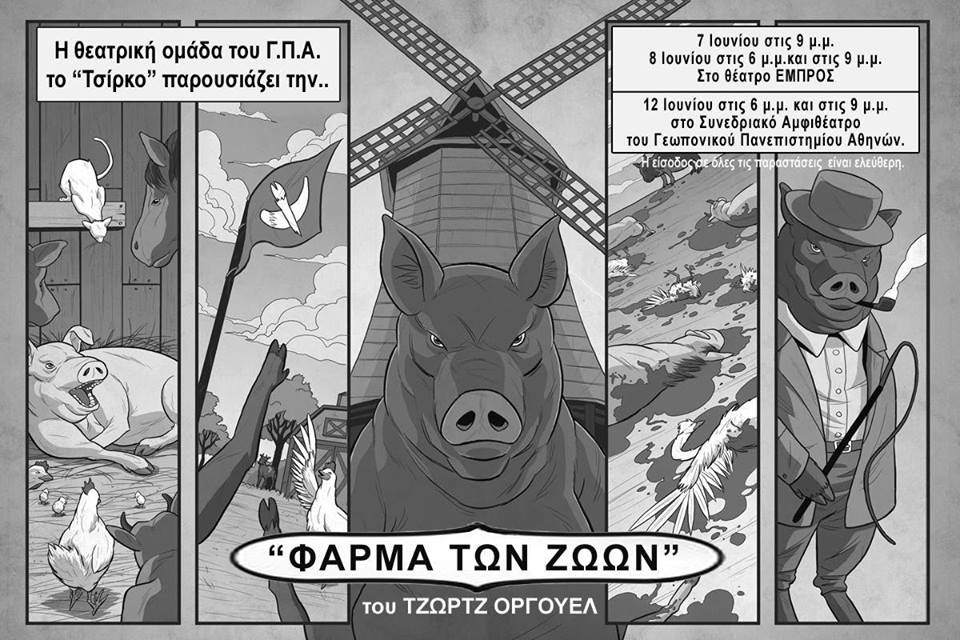 Η θεατρική ομάδα του Γ.Π.Α.
το “Τσίρκο” παρουσιάζει την..
7 Ιουνίου στις 9 μ.μ.
8 Ιουνίου στις 6 μ.μ.και στις 9 μ.μ.
Στο θέατρο ΕΜΠΡΟΣ
12 Ιουνίου στις 6 μ.μ. και στις 9 μ.μ.
στο Συνεδριακό Αμφιθέατρο
του Γεωπονικού Πανεπιστημίου Αθηνών.
Η είσοδος σε όλες τις παραστάσεις είναι ελεύθερη.
“ΦΑΡΜΑ ΤΩΝ ΖΩΩΝ”
του ΤΖΩΡΤΖ ΟΡΓΟΥΕΛ